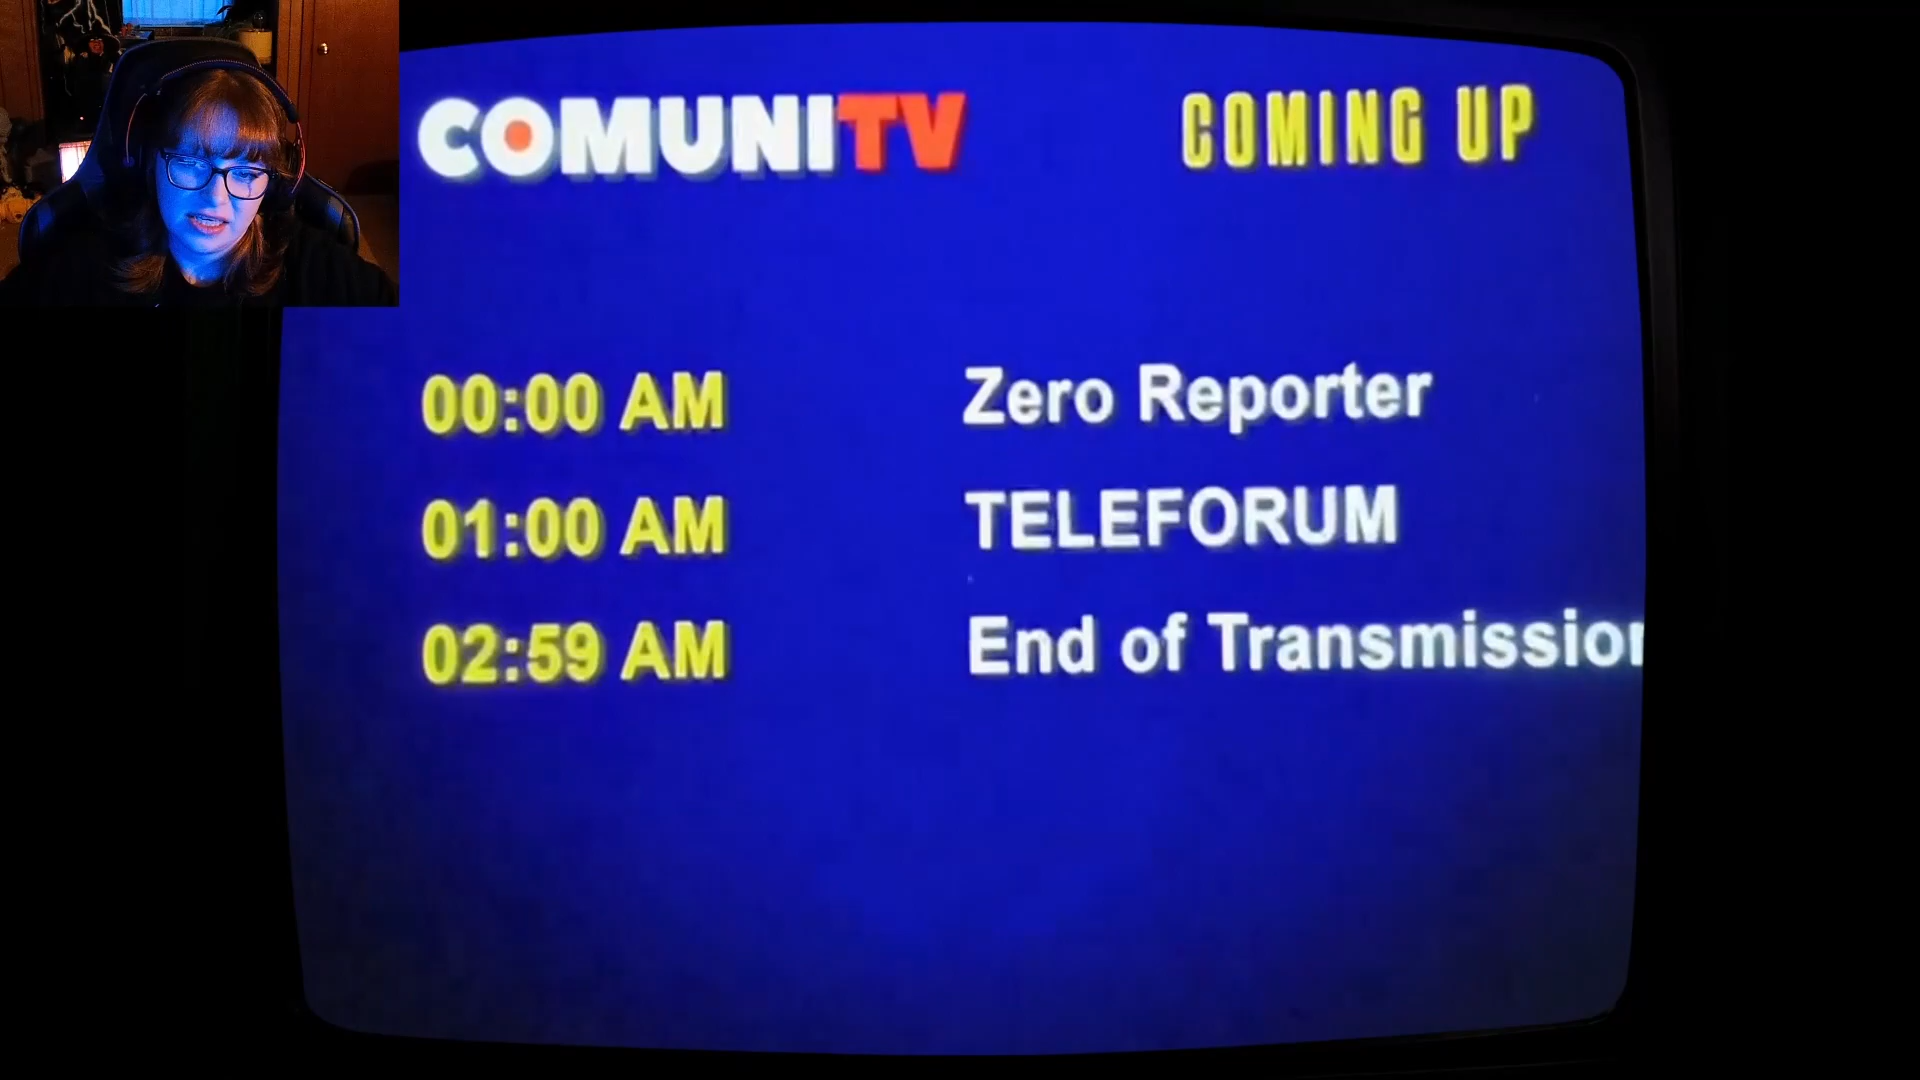 COMUNITV
COMING UP
00:00 AM Zero Reporter
01:00 AM TELEFORUM
02:59 AM End of Transmission